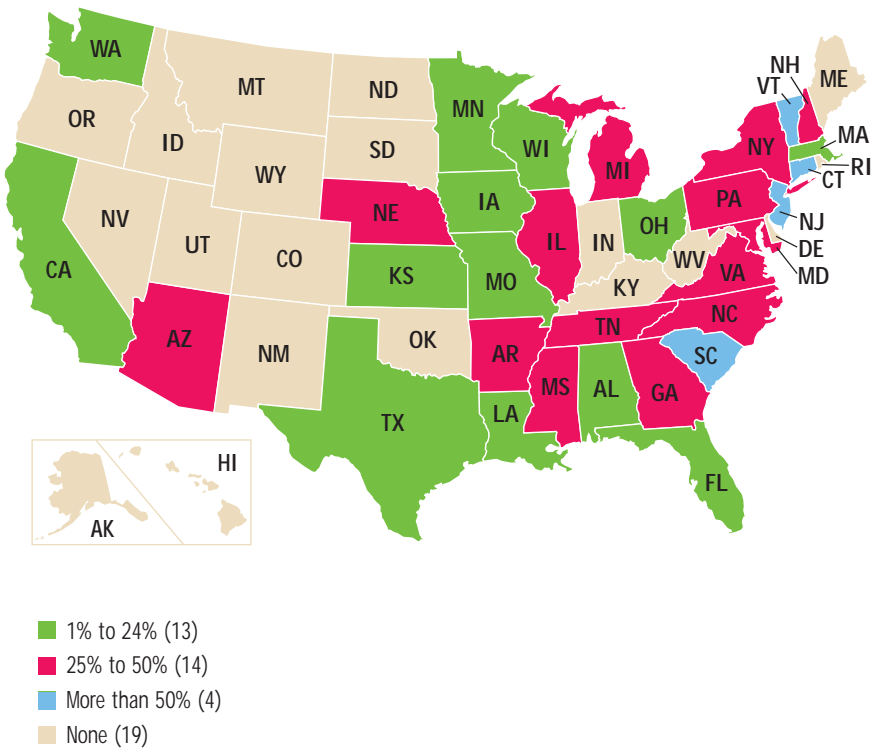 WA
NH
VT
ME
MT
ND
OR
MN
MA
ID
SD
WI
NY
RI
WY
MI
CT
PA
NE
IA
NJ
NV
OH
IL
IN
DE
UT
CO
WV
CA
KS
MO
VA
MD
KY
NC
AZ
OK
TN
NM
AR
SC
MS
AL
GA
TX
LA
HI
FL
AK
1% to 24% (13)
25% to 50% (14)
More than 50% (4)
None (19)